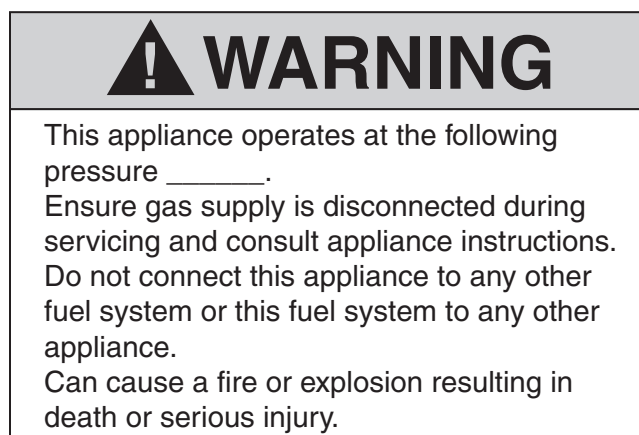 WARNING
This appliance operates at the following
pressure ______.
Ensure gas supply is disconnected during
servicing and consult appliance instructions.
Do not connect this appliance to any other
fuel system or this fuel system to any other
appliance.
Can cause a fire or explosion resulting in
death or serious injury.